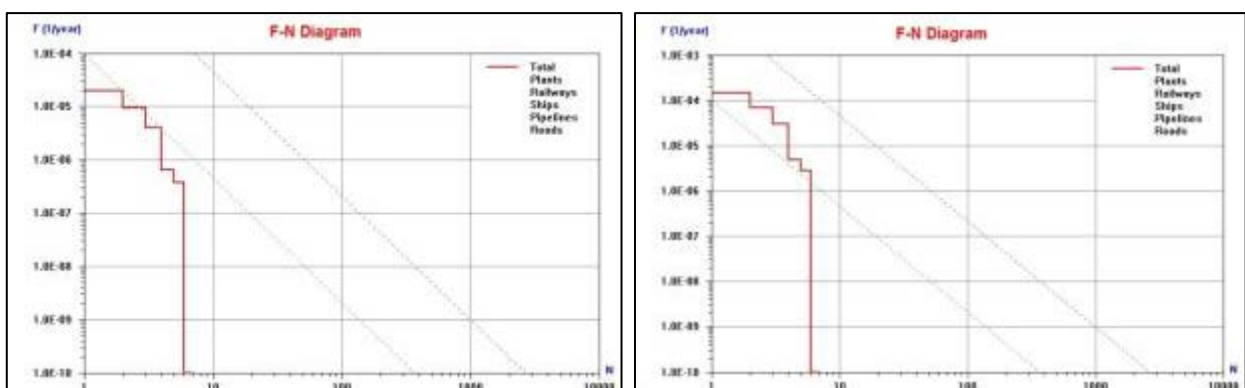 F (1/year)
F-N Diagram
1.0E-04
1.0E-05
1.0E-06
1.0E-07
1.0E-08
1.0E-09
1.0E-10
Total
Plants
Railways
Ships
Pipelines
Roads
1
10
100
1000
10000
N
F (1/year)
F-N Diagram
1.0E-03
1.0E-04
1.0E-05
1.0E-06
1.0E-07
1.0E-08
1.0E-09
1.0E-10
Total
Plants
Railways
Ships
Pipelines
Roads
1
10
100
1000
10000
N